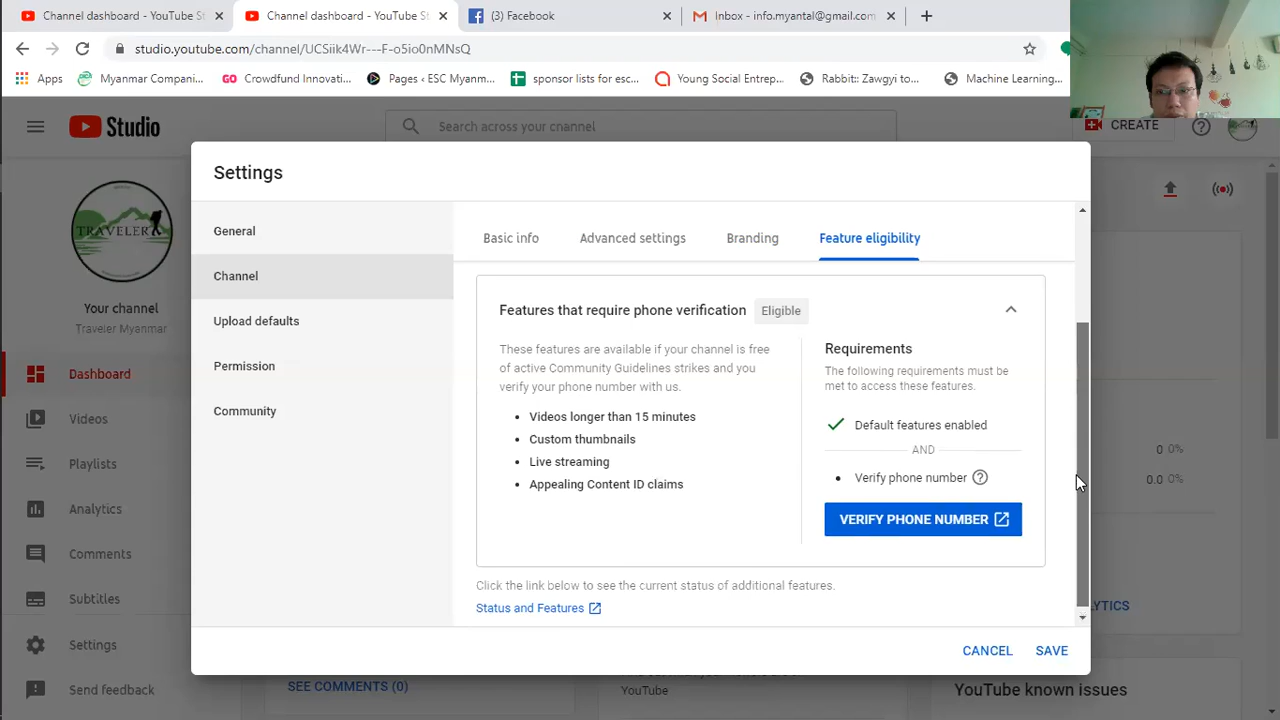 Channel dashboard - YouTube St
Channel dashboard - YouTube St
(3) Facebook
Inbox - info.myantal@gmail.com
studio.youtube.com/channel/UCSiik4Wr---F-o5io0nMNsQ
Apps
Myanmar Compani...
GO
Crowdfund Innovati...
Pages ‹ ESC Myanm...
sponsor lists for esc...
Young Social Entrep...
Rabbit:: Zawgyi to...
Machine Learning...
Studio
Search across your channel
CREATE
Settings
General
Channel
Upload defaults
Permission
Community
Basic info
Advanced settings
Branding
Feature eligibility
TRAVELER
Your channel
Traveler Myanmar
Dashboard
Videos
Playlists
Analytics
Comments
Subtitles
Settings
Send feedback
Features that require phone verification
Eligible
These features are available if your channel is free
of active Community Guidelines strikes and you
verify your phone number with us.
• Videos longer than 15 minutes
• Custom thumbnails
• Live streaming
• Appealing Content ID claims
Requirements
The following requirements must be
met to access these features.
Default features enabled
AND
• Verify phone number
VERIFY PHONE NUMBER
Click the link below to see the current status of additional features.
Status and Features
CANCEL
SAVE
0 0%
0.0 0%
LYTICS
SEE COMMENTS (0)
YouTube
YouTube known issues